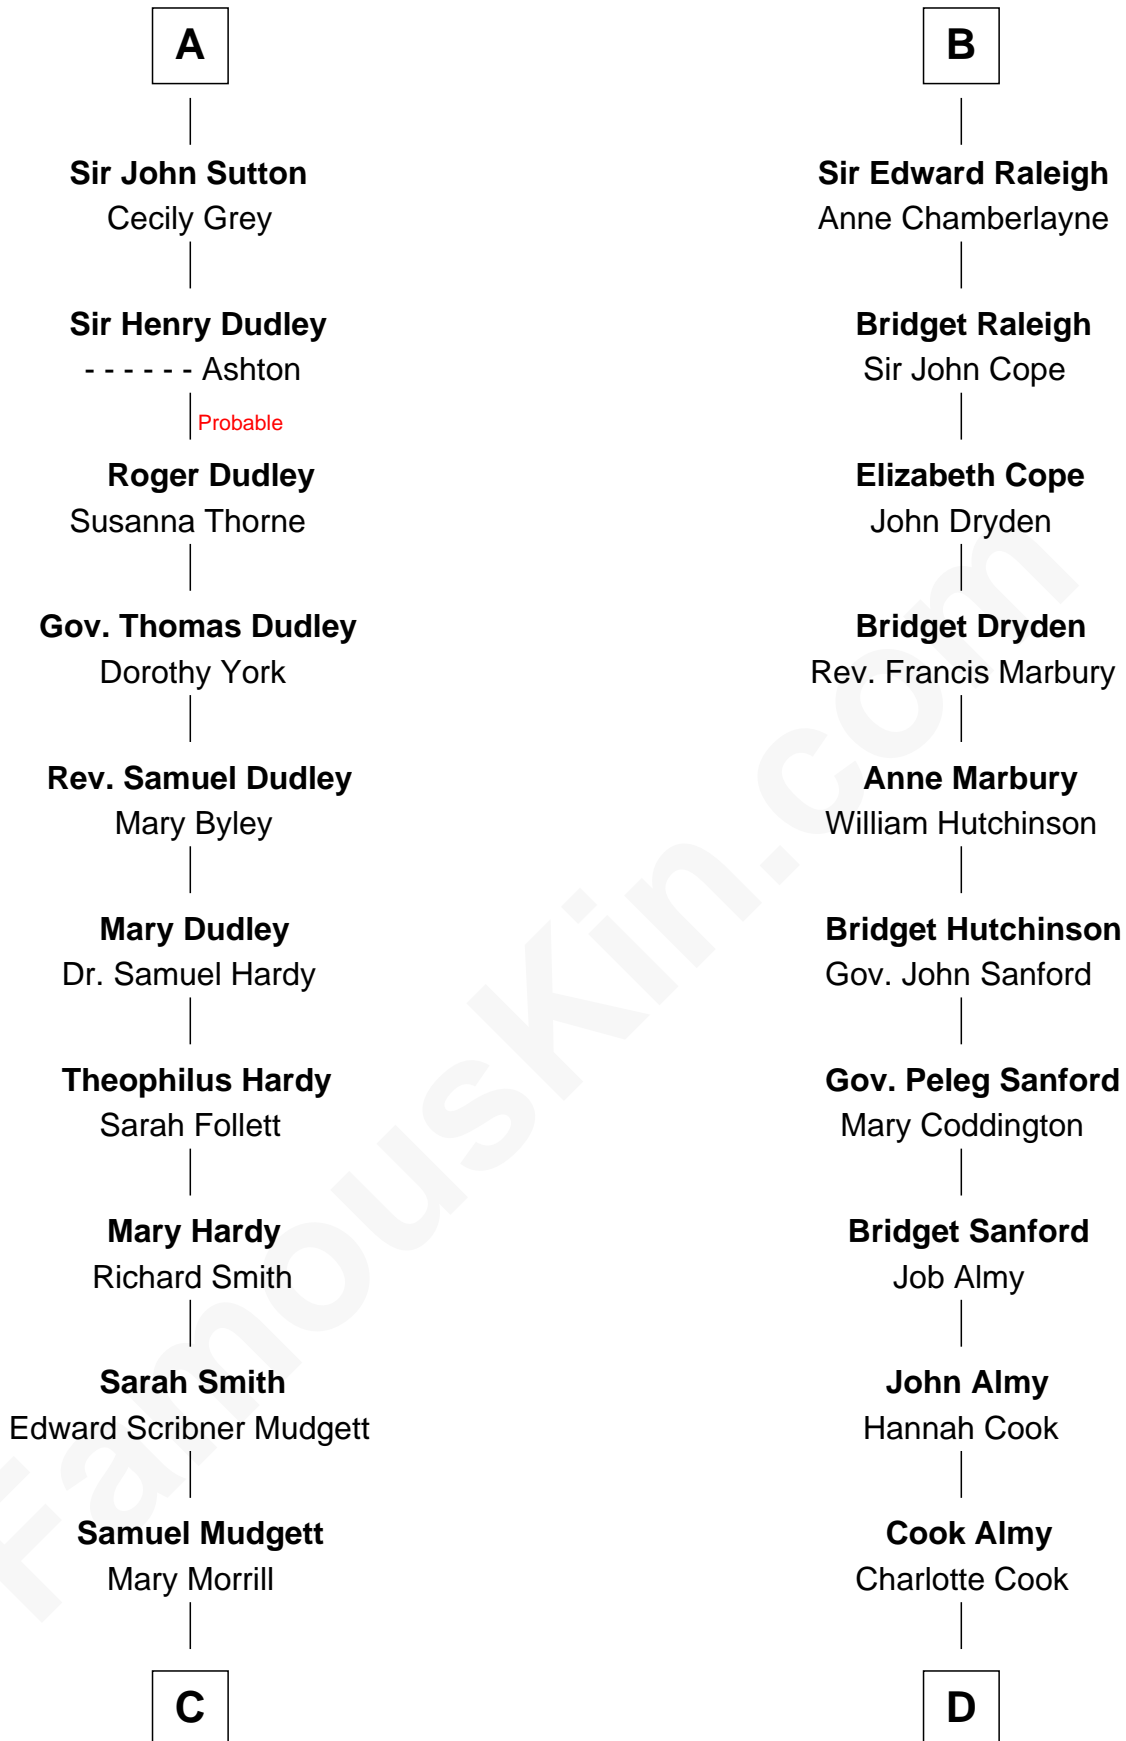 A
Sir John Sutton
Cecily Grey
Sir Henry Dudley
- - - - - - Ashton
Probable
Roger Dudley
Susanna Thorne
Gov. Thomas Dudley
Dorothy York
Rev. Samuel Dudley
Mary Byley
Mary Dudley
Dr. Samuel Hardy
Theophilus Hardy
Sarah Follett
Mary Hardy
Richard Smith
Sarah Smith
Edward Scribner Mudgett
Samuel Mudgett
Mary Morrill
C
B
Sir Edward Raleigh
Anne Chamberlayne
Bridget Raleigh
Sir John Cope
Elizabeth Cope
John Dryden
Bridget Dryden
Rev. Francis Marbury
Anne Marbury
William Hutchinson
Bridget Hutchinson
Gov. John Sanford
Gov. Peleg Sanford
Mary Coddington
Bridget Sanford
Job Almy
John Almy
Hannah Cook
Cook Almy
Charlotte Cook
D
FamousKin.com